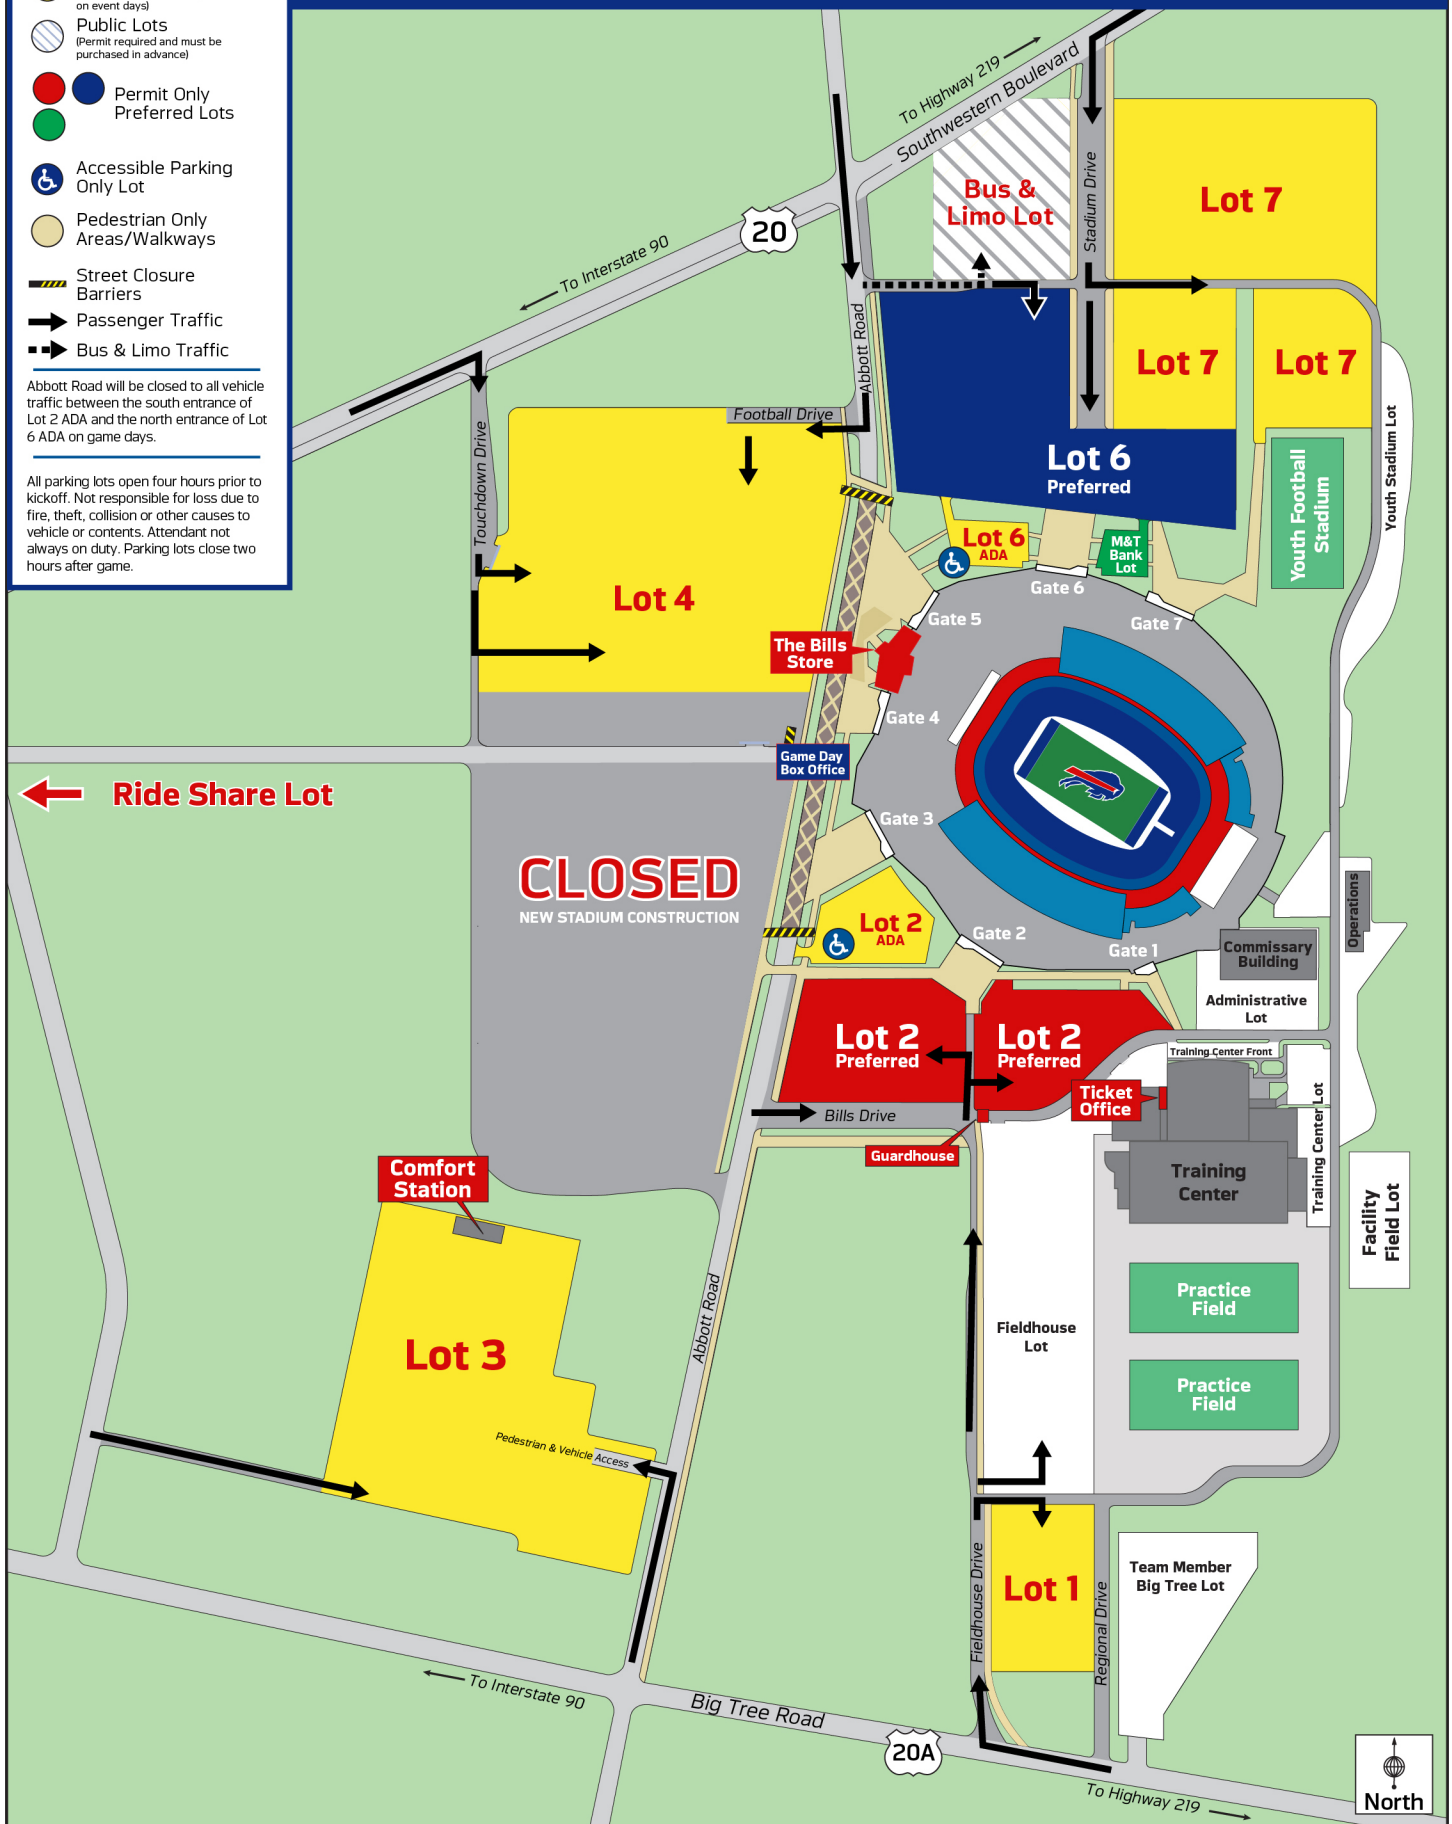 on event days)
Public Lots
(Permit required and must be
purchased in advance)
Permit Only
Preferred Lots
Accessible Parking
Only Lot
Pedestrian Only
Areas/Walkways
Street Closure
Barriers
Passenger Traffic
Bus & Limo Traffic
Abbott Road will be closed to all vehicle
traffic between the south entrance of
Lot 2 ADA and the north entrance of Lot
6 ADA on game days.
All parking lots open four hours prior to
kickoff. Not responsible for loss due to
fire, theft, collision or other causes to
vehicle or contents. Attendant not
always on duty. Parking lots close two
hours after game.
To Highway 219
Southwestern Boulevard
Stadium Drive
Bus &
Limo Lot
Lot 7
20
To Interstate 90
Abbott Road
Lot 7
Lot 7
Football Drive
Touchdown Drive
Lot 6
Preferred
Youth Stadium Lot
Youth Football
Stadium
Lot 6
ADA
M&T
Bank
Lot
Gate 6
Gate 7
Gate 5
Lot 4
The Bills
Store
Gate 4
Game Day
Box Office
Ride Share Lot
Gate 3
CLOSED
NEW STADIUM CONSTRUCTION
Lot 2
ADA
Gate 2
Gate 1
Commissary
Building
Operations
Administrative
Lot
Lot 2
Preferred
Lot 2
Preferred
Training Center Front
Ticket
Office
Bills Drive
Guardhouse
Training Center Lot
Training
Center
Comfort
Station
Facility
Field Lot
Abbott Road
Practice
Field
Fieldhouse
Lot
Lot 3
Practice
Field
Pedestrian & Vehicle Access
Fieldhouse Drive
Lot 1
Regional Drive
Team Member
Big Tree Lot
To Interstate 90
Big Tree Road
20A
To Highway 219
North